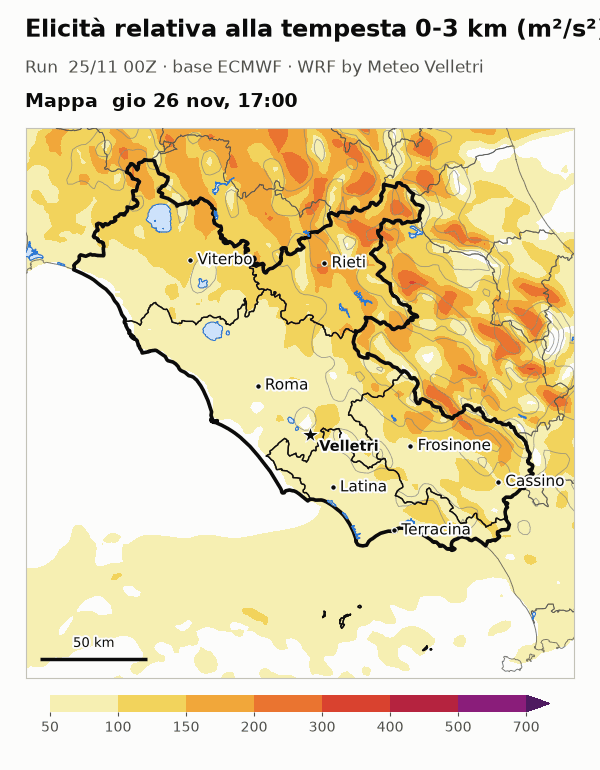 Elicità relativa alla tempesta 0-3 km (m²/s²)
Run 25/11 00Z · base ECMWF · WRF by Meteo Velletri
Mappa gio 26 nov, 17:00
Viterbo
Rieti
Roma
Velletri
Frosinone
Cassino
Latina
Terracina
50 km
50 100 150 200 300 400 500 700